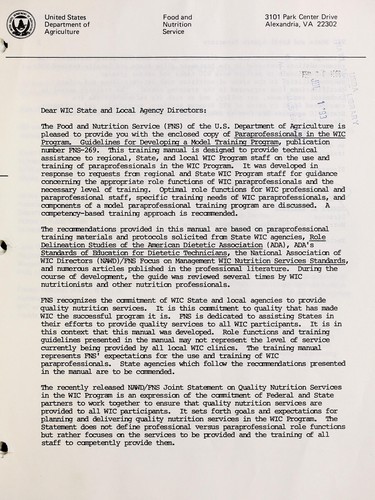 United States
Department of
Agriculture
Food and
Nutrition
Service
3101 Park Center Drive
Alexandria, VA 22302
Dear WIC State and Local Agency Directors:
The Food and Nutrition Service (FNS) of the U.S. Department of Agriculture is
pleased to provide you with the enclosed copy of Paraprofessionals in the WIC
Program. Guidelines for Developing a Model Training Program, publication
number FNS-269. This training manual is designed to provide technical
assistance to regional, State, and local WIC Program staff on the use and
training of paraprofessionals in the WIC Program. It was developed in
response to requests from regional and State WIC Program staff for guidance
concerning the appropriate role functions of WIC paraprofessionals and the
necessary level of training. Optimal role functions for WIC professional and
paraprofessional staff, specific training needs of WIC paraprofessionals, and
components of a model paraprofessional training program are discussed. A
competency-based training approach is recommended.
The recommendations provided in this manual are based on paraprofessional
training materials and protocols solicited from State WIC agencies, Role
Delineation Studies of the American Dietetic Association (ADA), ADA's
Standards of Education for Dietetic Technicians, the National Association of
WIC Directors (NAWD)/FNS Focus on Management WIC Nutrition Services Standards,
and numerous articles published in the professional literature. During the
course of development, the guide was reviewed several times by WIC
nutritionists and other nutrition professionals.
FNS recognizes the commitment of WIC State and local agencies to provide
quality nutrition services. It is this commitment to quality that has made
WIC the successful program it is. FNS is dedicated to assisting States in
their efforts to provide quality services to all WIC participants. It is in
this context that this manual was developed. Role functions and training
guidelines presented in the manual may not represent the level of service
currently being provided by all local WIC clinics. The training manual
represents FNS' expectations for the use and training of WIC
paraprofessionals. State agencies which follow the recommendations presented
in the manual are to be commended.
The recently released NAWD/FNS Joint Statement on Quality Nutrition Services
in the WIC Program is an expression of the commitment of Federal and State
partners to work together to ensure that quality nutrition services are
provided to all WIC participants. It sets forth goals and expectations for
planning and delivering quality nutrition services in the WIC Program. The
Statement does not define professional versus paraprofessional role functions
but rather focuses on the services to be provided and the training of all
staff to competently provide them.